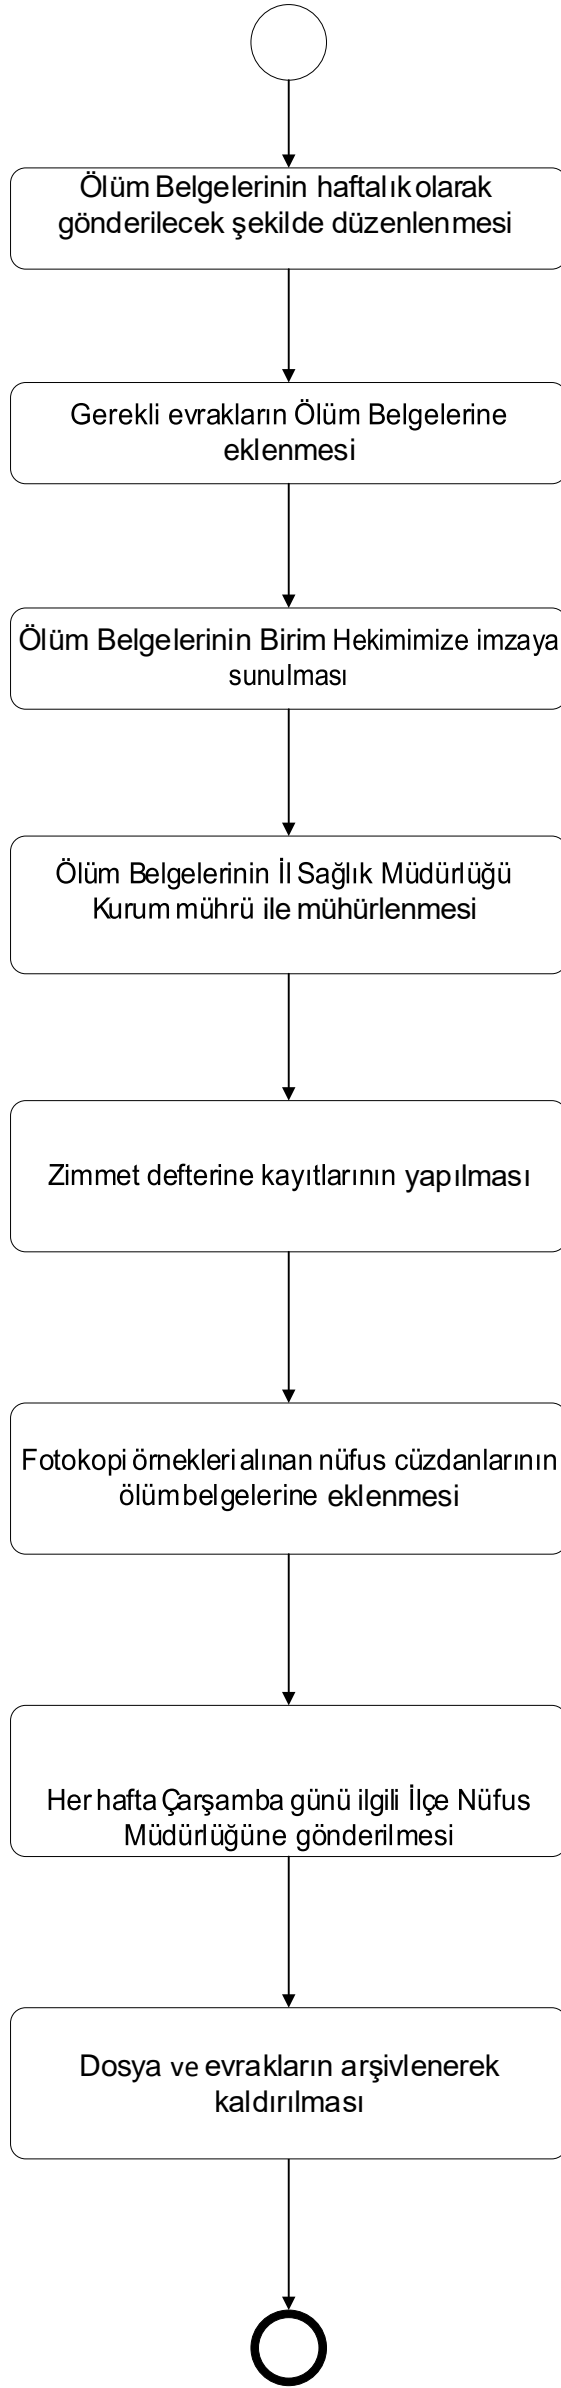 Ölüm Belgelerinin haftalık olarak
gönderilecek şekilde düzenlenmesi
Gerekli evrakların Ölüm Belgelerine
eklenmesi
Ölüm Belgelerinin Birim Hekimimize imzaya
sunulması
Ölüm Belgelerinin İl Sağlık Müdürlüğü
Kurum mührü ile mühürlenmesi
Zimmet defterine kayıtlarının yapılması
Fotokopi örnekleri alınan nüfus cüzdanlarının
ölüm belgelerine eklenmesi
Her hafta Çarşamba günü ilgili İlçe Nüfus
Müdürlüğüne gönderilmesi
Dosya ve evrakların arşivlenerek
kaldırılması